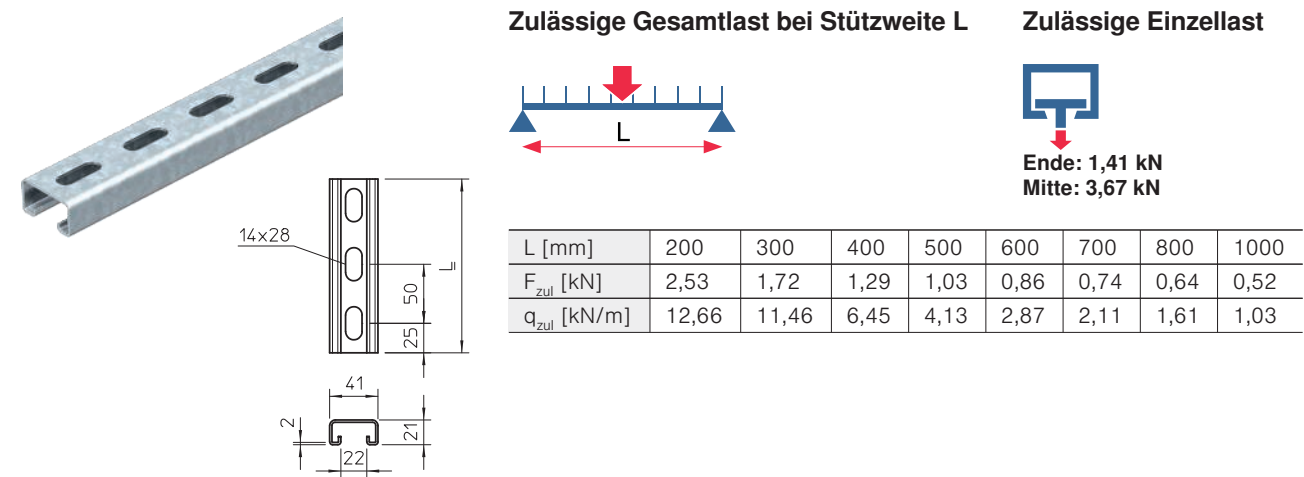 Zulässige Gesamtlast bei Stützweite L
Zulässige Einzellast
L
Ende: 1,41 kN
Mitte: 3,67 kN
14x28
L
50
25
41
2
21
22
L [mm] 200 300 400 500 600 700 800 1000
Fzul [kN] 2,53 1,72 1,29 1,03 0,86 0,74 0,64 0,52
qzul [kN/m] 12,66 11,46 6,45 4,13 2,87 2,11 1,61 1,03